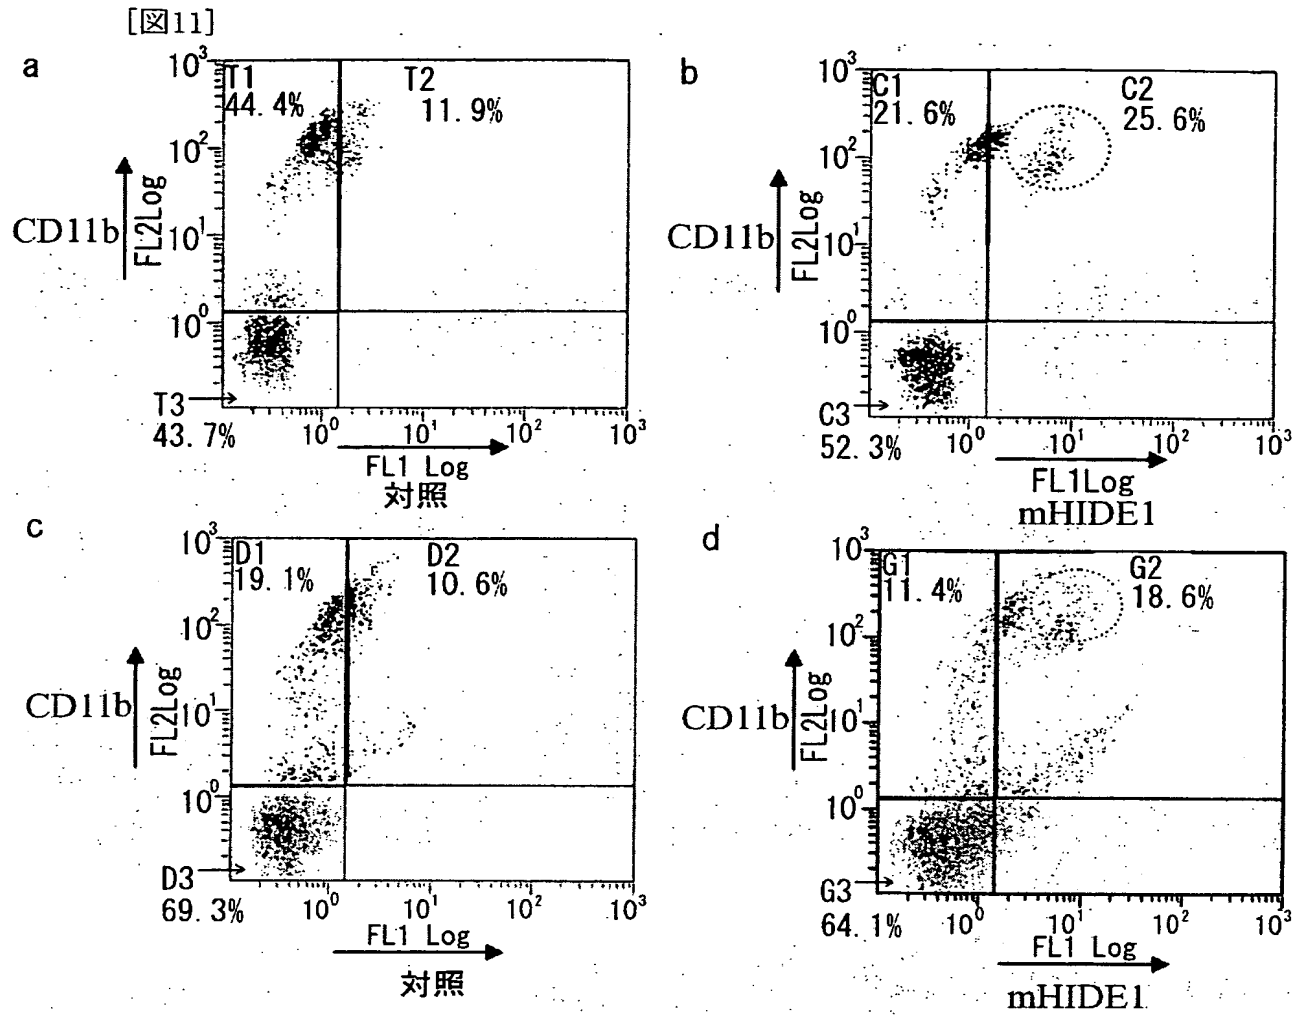 [図11]
a
10³
T1
44.4%
T2
11.9%
10²
CD11b
FL2Log
10¹
10⁰
T3
43.7%
10⁰
10¹
10²
10³
FL1 Log
対照
b
10³
C1
21.6%
C2
25.6%
10²
CD11b
FL2Log
10¹
10⁰
C3
52.3%
10⁰
10¹
10²
10³
FL1Log
mHIDE1
c
10³
D1
19.1%
D2
10.6%
10²
CD11b
FL2Log
10¹
10⁰
D3
69.3%
10⁰
10¹
10²
10³
FL1 Log
対照
d
10³
G1
11.4%
G2
18.6%
10²
CD11b
FL2Log
10¹
10⁰
G3
64.1%
10⁰
10¹
10²
10³
FL1 Log
mHIDE1